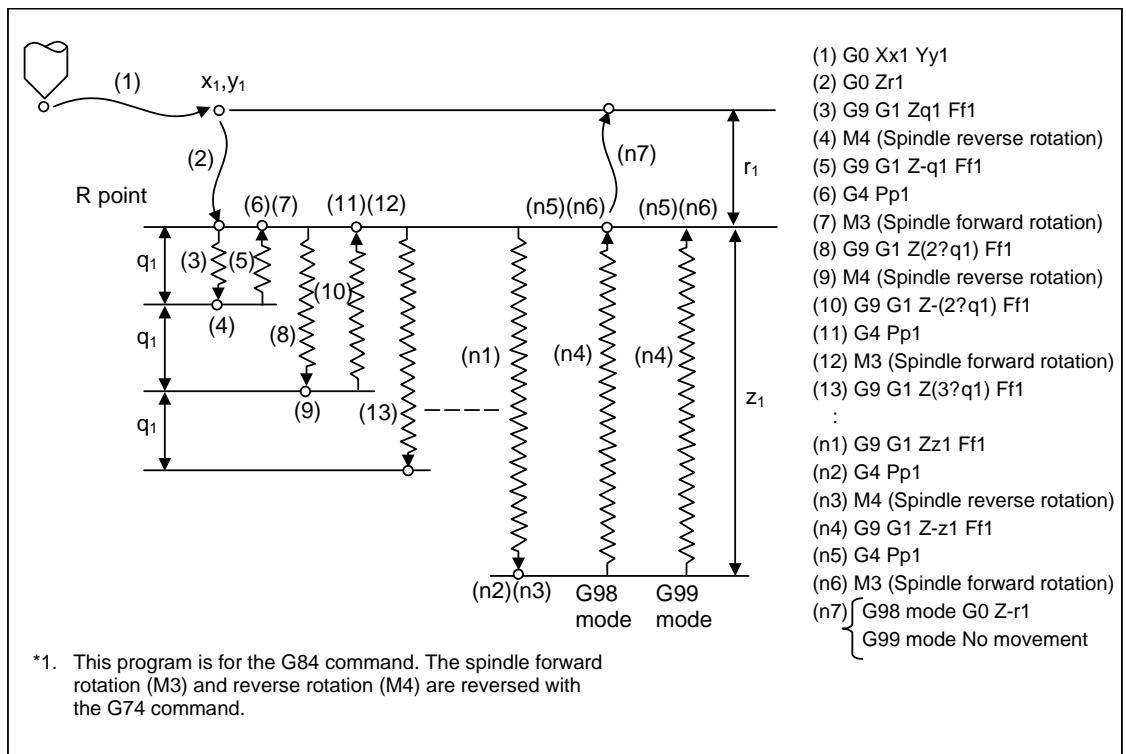 (1)
x1,y1
(2)
(n7)
r1
R point
(6)(7)
(11)(12)
(n5)(n6)
(n5)(n6)
q1
(3)
(5)
(10)
(4)
q1
(8)
(n1)
(n4)
(n4)
z1
(9)
(13)
q1
(n2)(n3)
G98
mode
G99
mode
(1) G0 Xx1 Yy1
(2) G0 Zr1
(3) G9 G1 Zq1 Ff1
(4) M4 (Spindle reverse rotation)
(5) G9 G1 Z-q1 Ff1
(6) G4 Pp1
(7) M3 (Spindle forward rotation)
(8) G9 G1 Z(2?q1) Ff1
(9) M4 (Spindle reverse rotation)
(10) G9 G1 Z-(2?q1) Ff1
(11) G4 Pp1
(12) M3 (Spindle forward rotation)
(13) G9 G1 Z(3?q1) Ff1
:
(n1) G9 G1 Zz1 Ff1
(n2) G4 Pp1
(n3) M4 (Spindle reverse rotation)
(n4) G9 G1 Z-z1 Ff1
(n5) G4 Pp1
(n6) M3 (Spindle forward rotation)
(n7) G98 mode G0 Z-r1
G99 mode No movement
*1. This program is for the G84 command. The spindle forward
rotation (M3) and reverse rotation (M4) are reversed with
the G74 command.